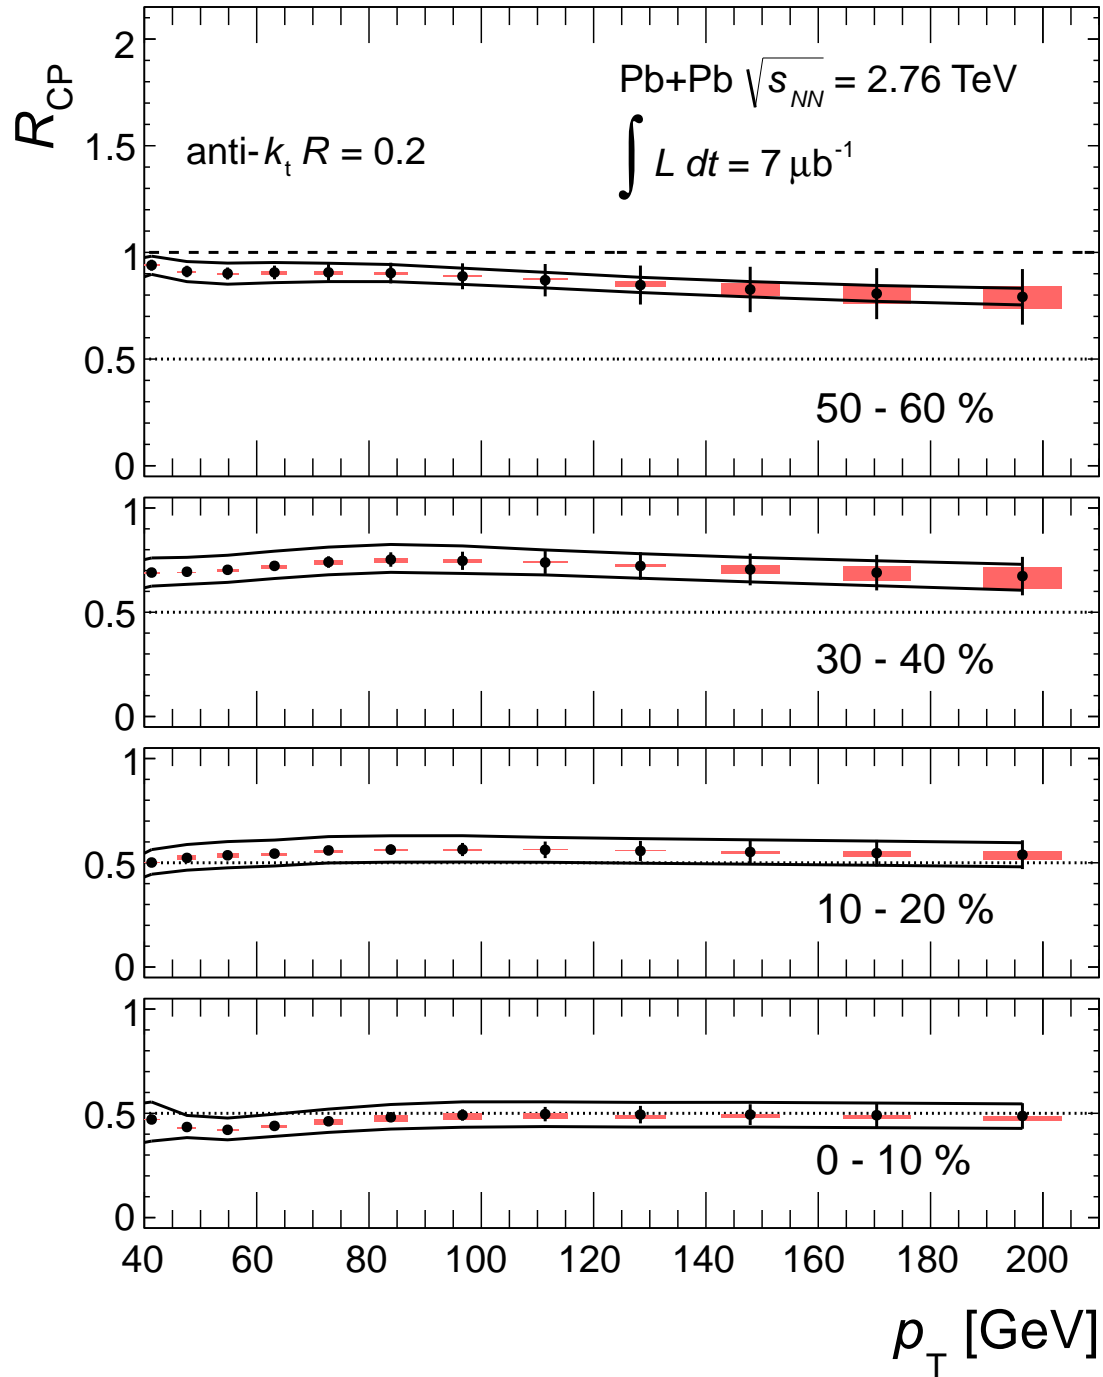 R_CP
2
1.5
1
0.5
0
Pb+Pb √s_NN = 2.76 TeV
anti-k_t R = 0.2
∫ L dt = 7 μb^-1
50 - 60 %
1
0.5
0
30 - 40 %
1
0.5
0
10 - 20 %
1
0.5
0
0 - 10 %
40 60 80 100 120 140 160 180 200
p_T [GeV]